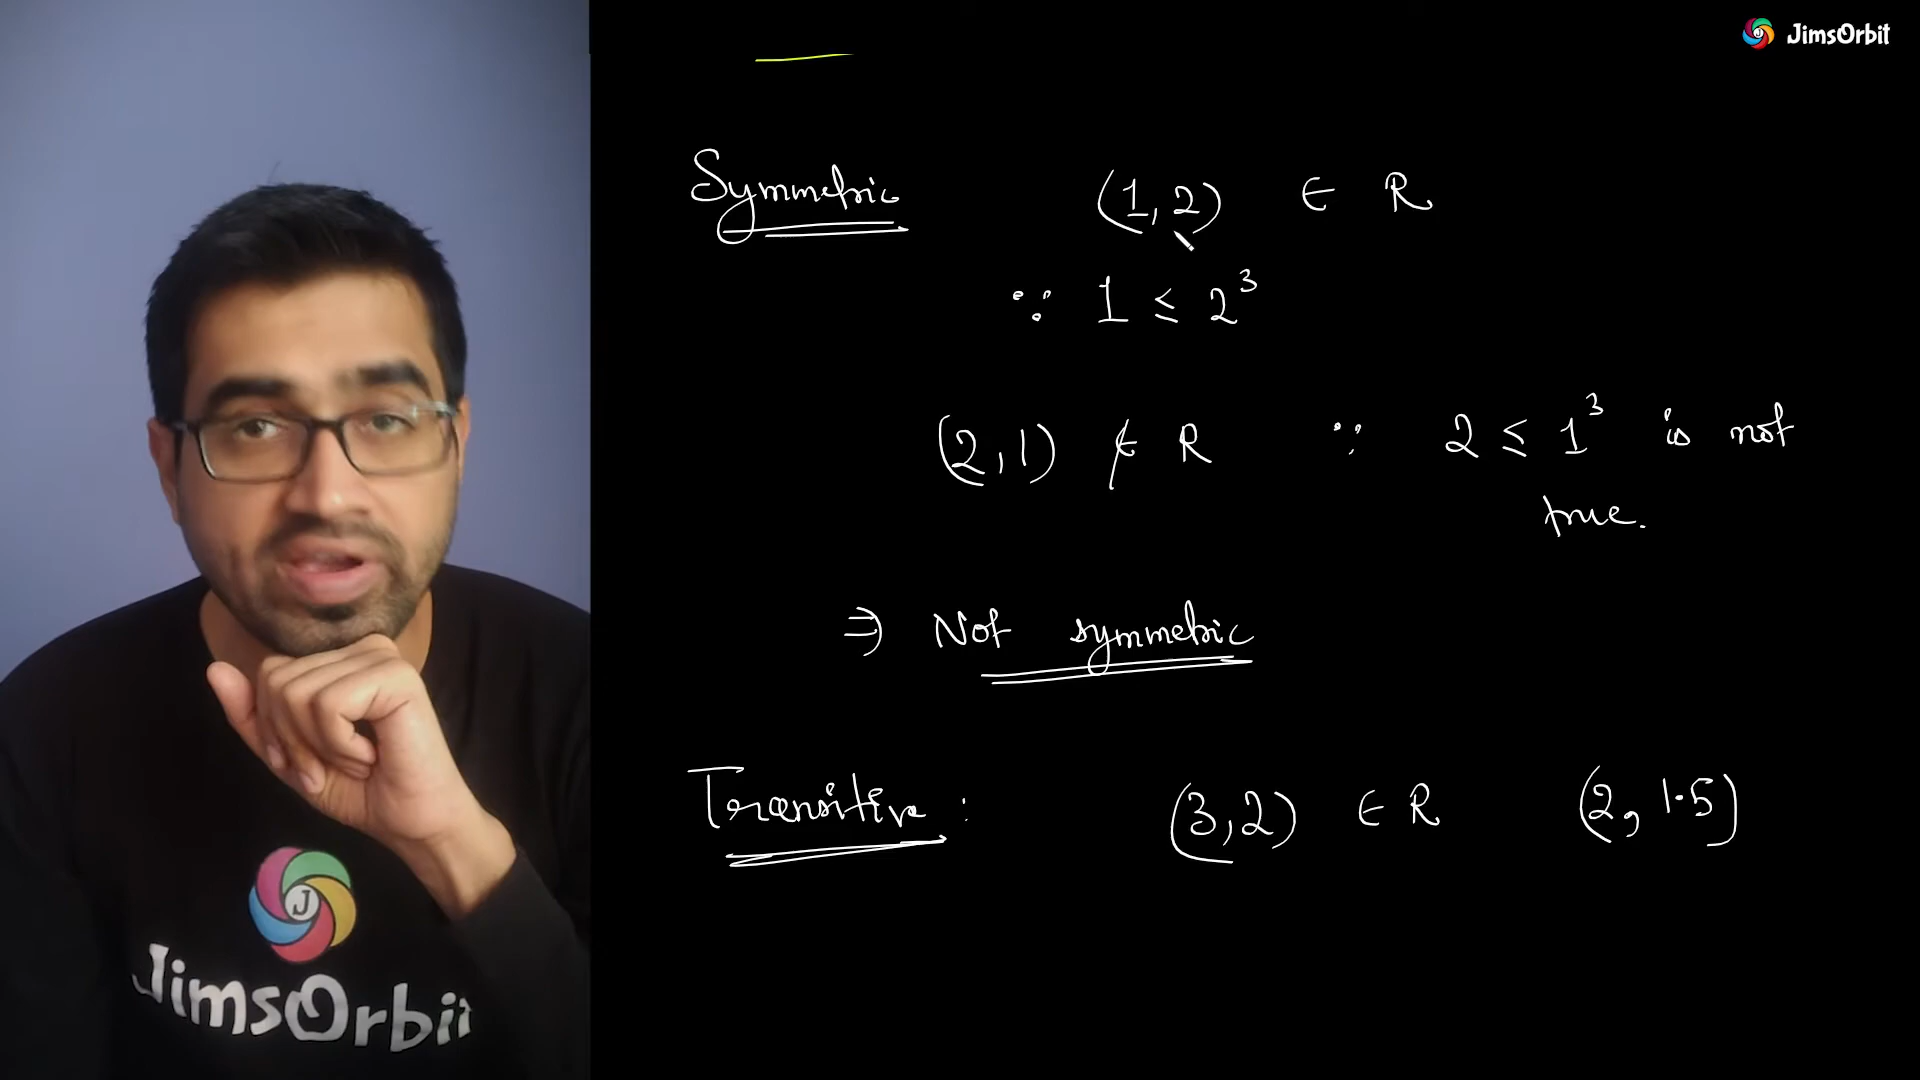 JimsOrbit
Symmetric (1, 2) ∈ R
∵ 1 ≤ 2³
(2, 1) ∉ R ∵ 2 ≤ 1³ is not
true.
⇒ Not symmetric
Transitive : (3, 2) ∈ R (2, 1.5)
J
JimsOrbit